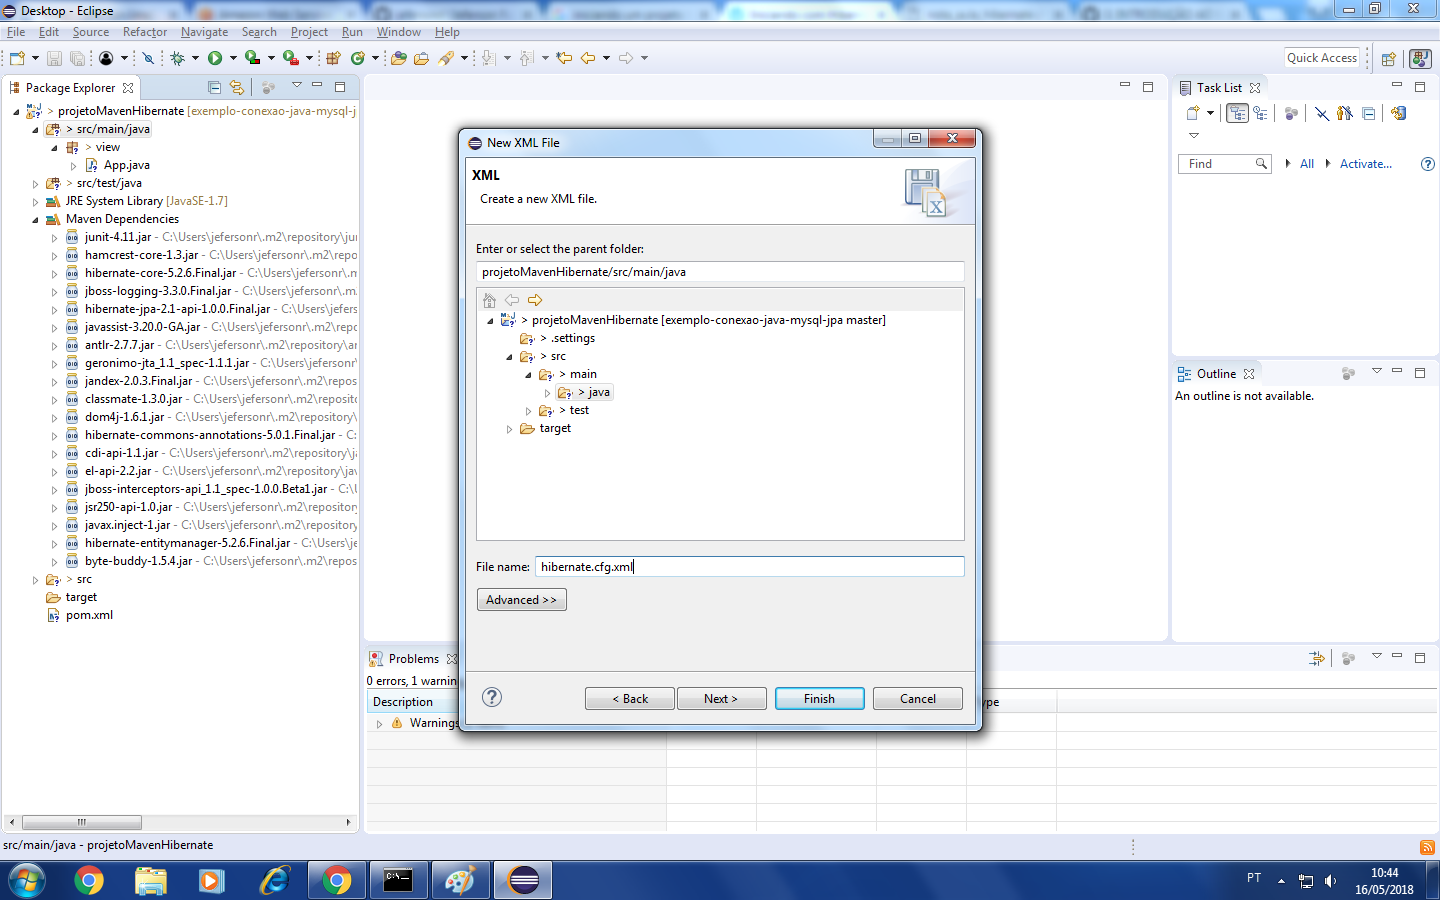 Desktop - Eclipse
File Edit Source Refactor Navigate Search Project Run Window Help
Quick Access
Package Explorer
> projetoMavenHibernate [exemplo-conexao-java-mysql-j
> src/main/java
> view
App.java
> src/test/java
JRE System Library [JavaSE-1.7]
Maven Dependencies
junit-4.11.jar - C:\Users\jefersonr\.m2\repository\jur
hamcrest-core-1.3.jar - C:\Users\jefersonr\.m2\repos
hibernate-core-5.2.6.Final.jar - C:\Users\jefersonr\.m
jboss-logging-3.3.0.Final.jar - C:\Users\jefersonr\.m2
hibernate-jpa-2.1-api-1.0.0.Final.jar - C:\Users\jefers
javassist-3.20.0-GA.jar - C:\Users\jefersonr\.m2\repo
antlr-2.7.7.jar - C:\Users\jefersonr\.m2\repository\ar
geronimo-jta_1.1_spec-1.1.1.jar - C:\Users\jefersonr\
jandex-2.0.3.Final.jar - C:\Users\jefersonr\.m2\repos
classmate-1.3.0.jar - C:\Users\jefersonr\.m2\reposito
dom4j-1.6.1.jar - C:\Users\jefersonr\.m2\repository\
hibernate-commons-annotations-5.0.1.Final.jar - C:
cdi-api-1.1.jar - C:\Users\jefersonr\.m2\repository\ja
el-api-2.2.jar - C:\Users\jefersonr\.m2\repository\jav
jboss-interceptors-api_1.1_spec-1.0.0.Beta1.jar - C:\
jsr250-api-1.0.jar - C:\Users\jefersonr\.m2\repository
javax.inject-1.jar - C:\Users\jefersonr\.m2\repository
hibernate-entitymanager-5.2.6.Final.jar - C:\Users\je
byte-buddy-1.5.4.jar - C:\Users\jefersonr\.m2\repos
> src
target
pom.xml
New XML File
XML
Create a new XML file.
Enter or select the parent folder:
projetoMavenHibernate/src/main/java
> projetoMavenHibernate [exemplo-conexao-java-mysql-jpa master]
> .settings
> src
> main
> java
> test
target
File name: hibernate.cfg.xml
Advanced >>
< Back Next > Finish Cancel
Task List
Find All Activate...
Outline
An outline is not available.
Problems
0 errors, 1 warnin
Description ype
Warnings
src/main/java - projetoMavenHibernate
PT
10:44
16/05/2018